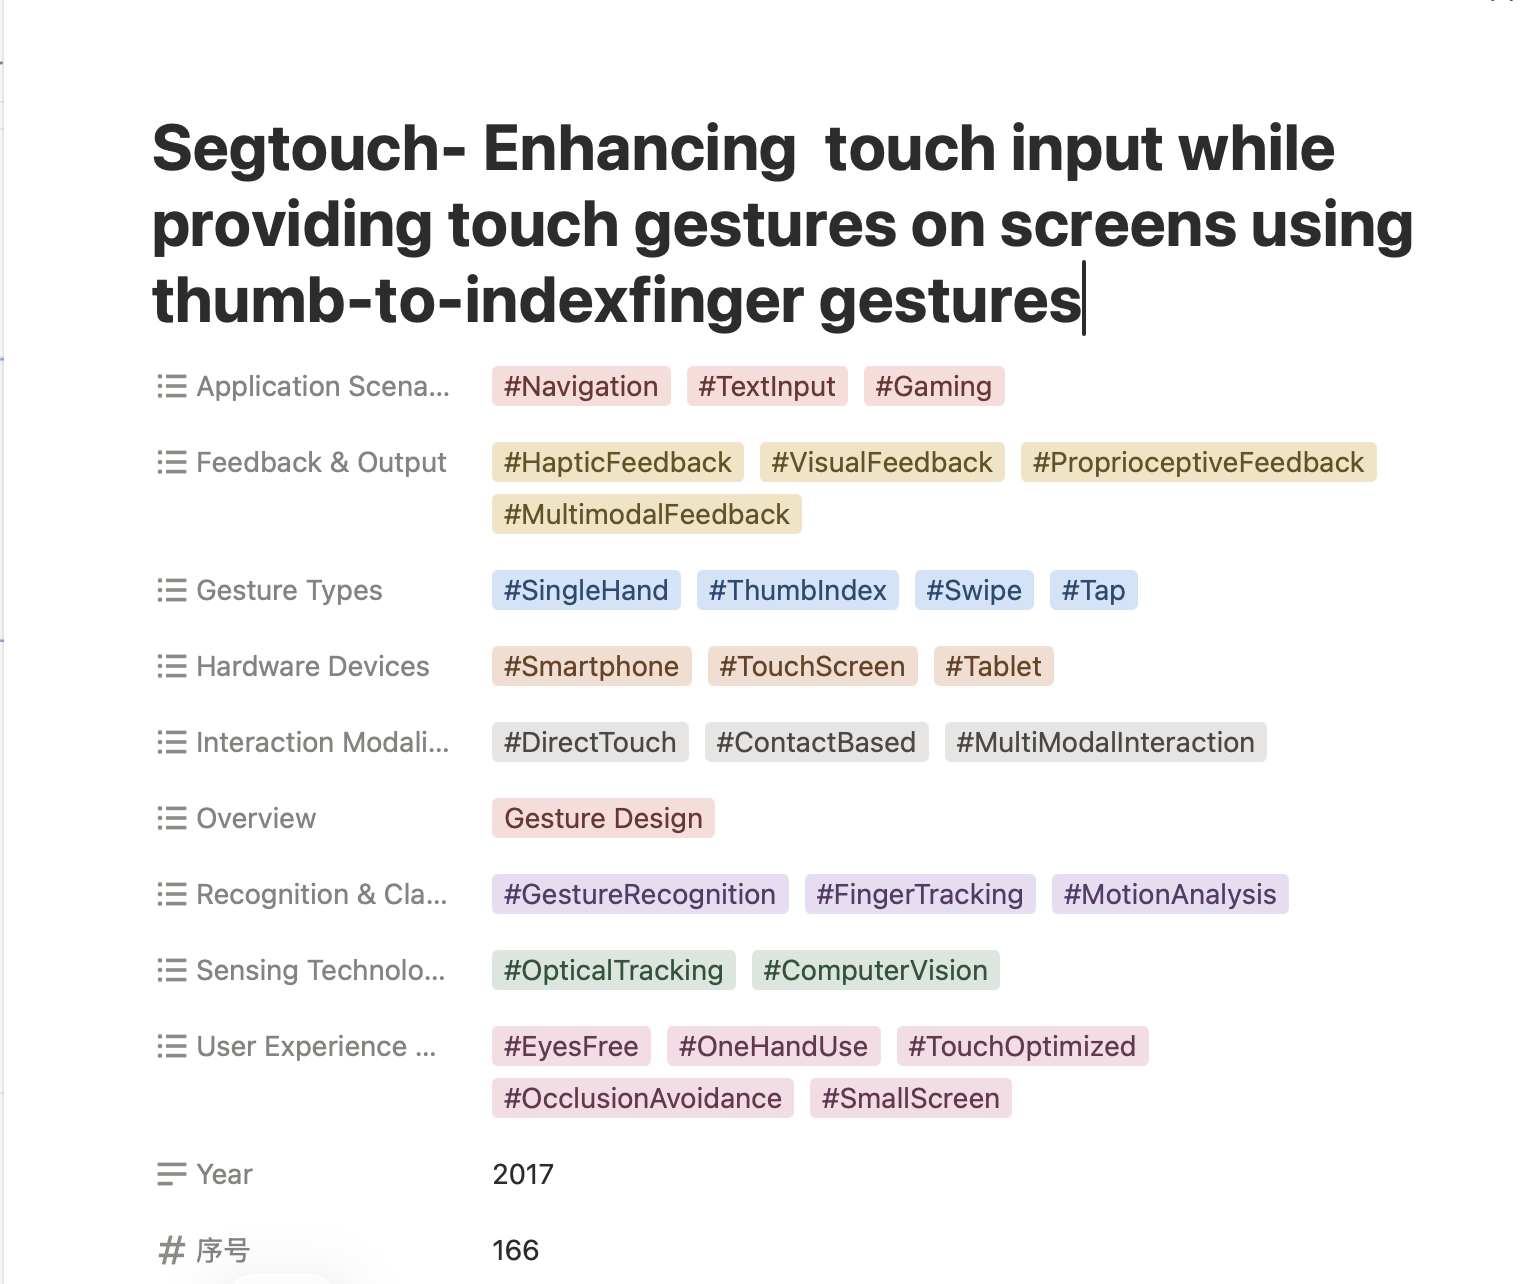 Segtouch- Enhancing  touch input while
providing touch gestures on screens using
thumb-to-indexfinger gestures
Application Scena... #Navigation #TextInput #Gaming
Feedback & Output #HapticFeedback #VisualFeedback #ProprioceptiveFeedback
#MultimodalFeedback
Gesture Types #SingleHand #ThumbIndex #Swipe #Tap
Hardware Devices #Smartphone #TouchScreen #Tablet
Interaction Modali... #DirectTouch #ContactBased #MultiModalInteraction
Overview Gesture Design
Recognition & Cla... #GestureRecognition #FingerTracking #MotionAnalysis
Sensing Technolo... #OpticalTracking #ComputerVision
User Experience ... #EyesFree #OneHandUse #TouchOptimized
#OcclusionAvoidance #SmallScreen
Year 2017
序号 166